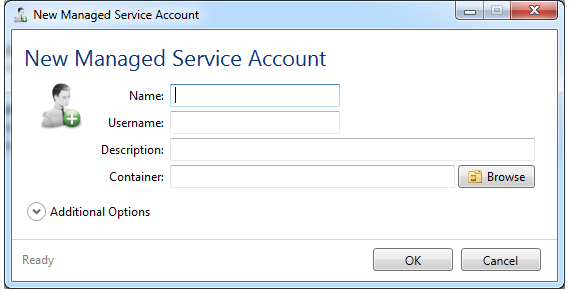 New Managed Service Account
New Managed Service Account
Name:
Username:
Description:
Container:
Browse
Additional Options
Ready
OK
Cancel